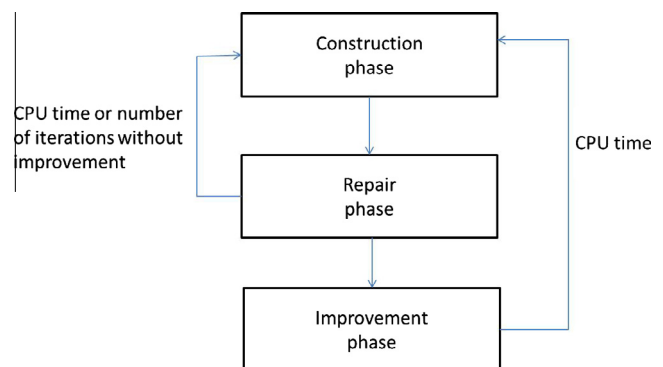 Construction
phase
CPU time or number
of iterations without
improvement
CPU time
Repair
phase
Improvement
phase